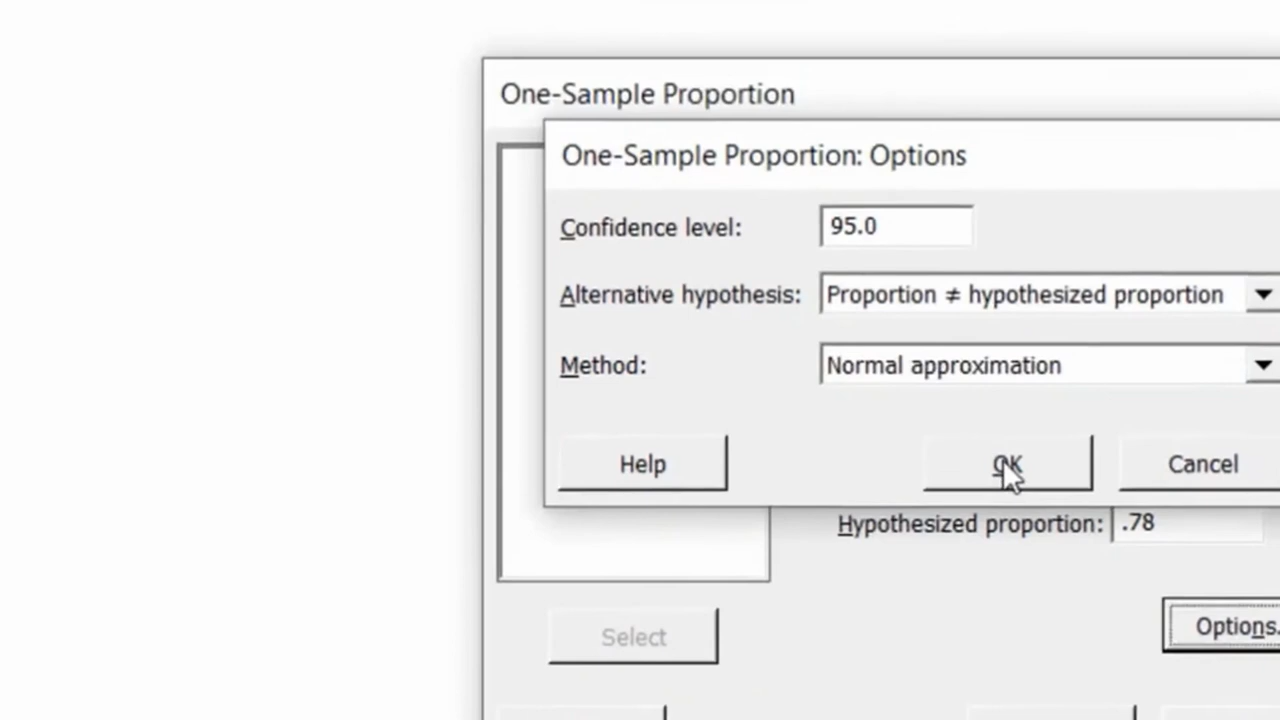 One-Sample Proportion
One-Sample Proportion: Options
Confidence level: 95.0
Alternative hypothesis: Proportion ≠ hypothesized proportion
Method: Normal approximation
Help OK Cancel
Hypothesized proportion: .78
Select Options.